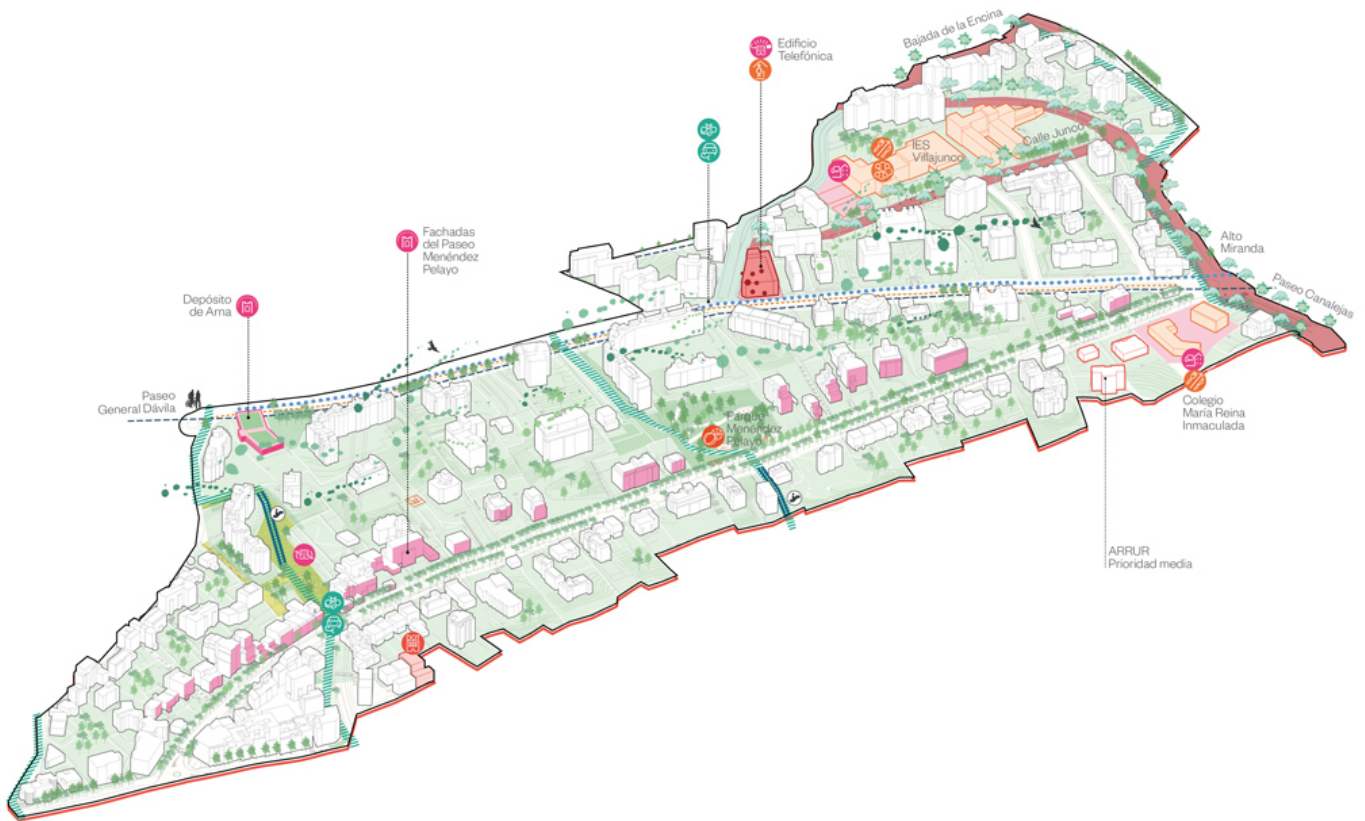 Bajada de la Encina
Edificio
Telefónica
IES
Villajunco
Calle Junco
Fachadas
del Paseo
Menéndez
Pelayo
Alto
Miranda
Paseo Canalejas
Depósito
de Arna
Paseo
General Dávila
Parque
Menéndez
Pelayo
Colegio
María Reina
Inmaculada
ARRUR
Prioridad media